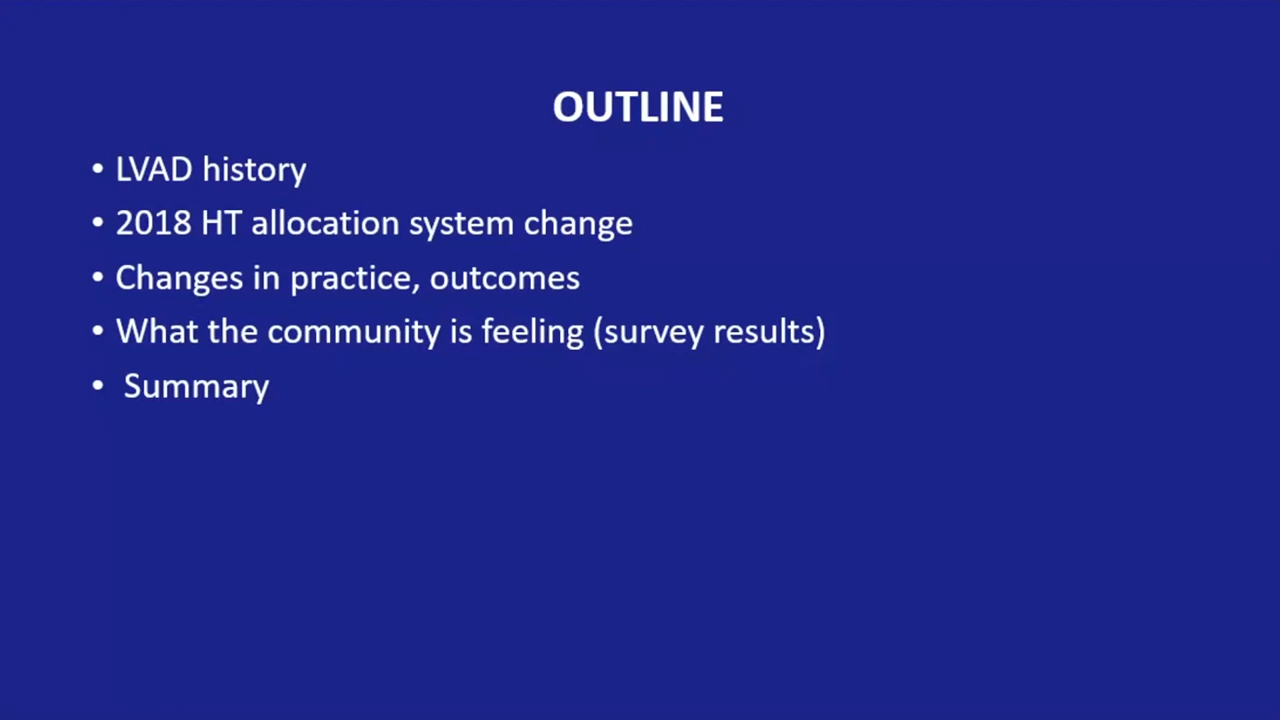 OUTLINE
• LVAD history
• 2018 HT allocation system change
• Changes in practice, outcomes
• What the community is feeling (survey results)
• Summary